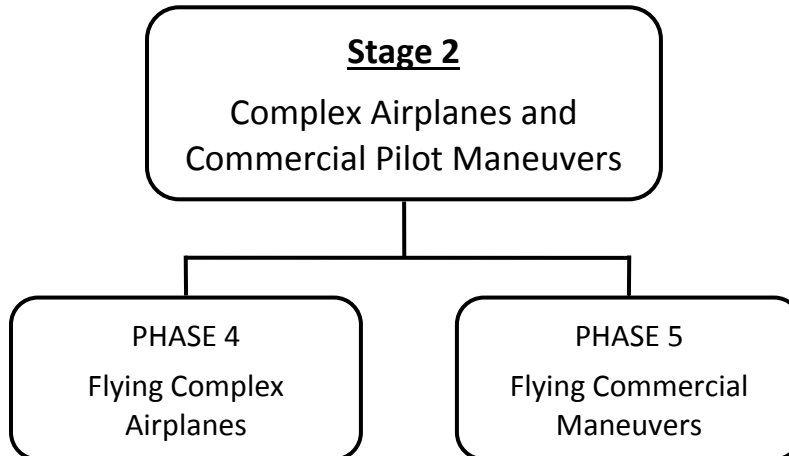 Stage 2
Complex Airplanes and
Commercial Pilot Maneuvers
PHASE 4
Flying Complex
Airplanes
PHASE 5
Flying Commercial
Maneuvers